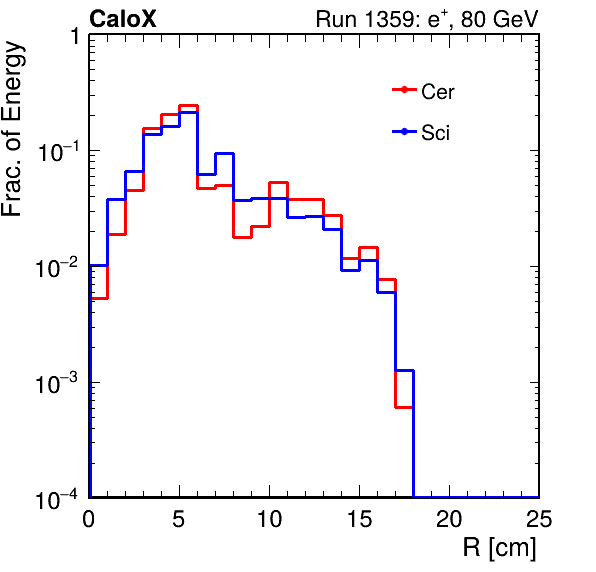 CaloX Run 1359: e⁺, 80 GeV
Frac. of Energy
1
10⁻¹
10⁻²
10⁻³
10⁻⁴
Cer
Sci
0 5 10 15 20 25
R [cm]